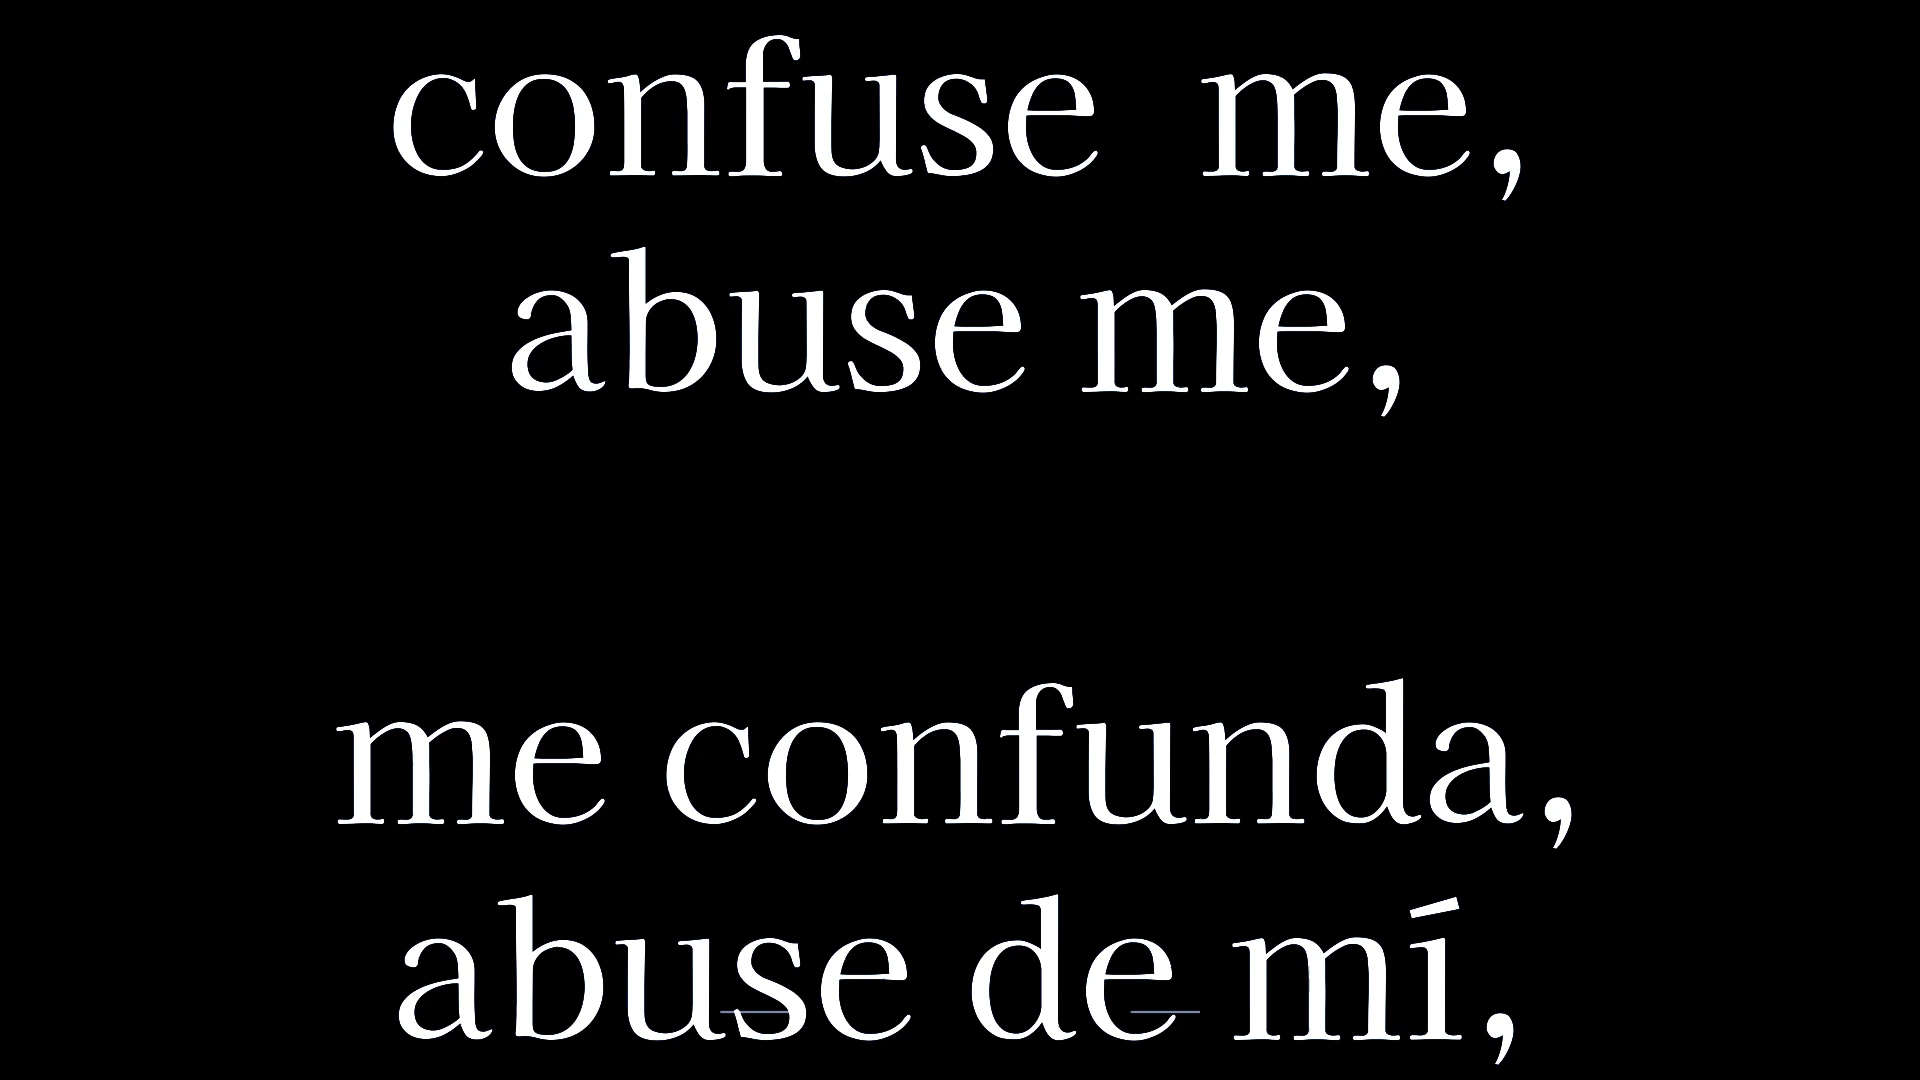 confuse  me,
abuse me,
me confunda,
abuse de mí,